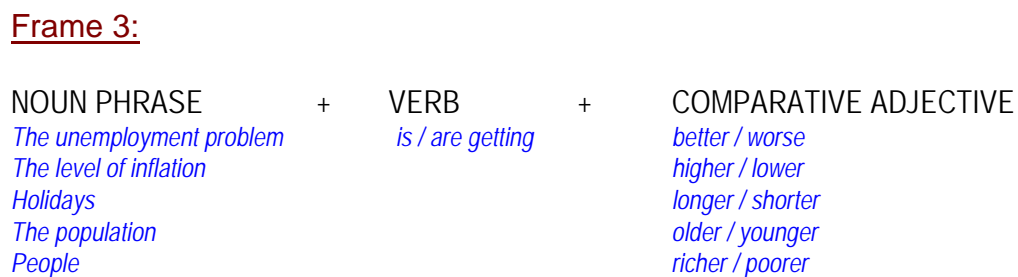 Frame 3:
NOUN PHRASE + VERB + COMPARATIVE ADJECTIVE
The unemployment problem is / are getting better / worse
The level of inflation higher / lower
Holidays longer / shorter
The population older / younger
People richer / poorer